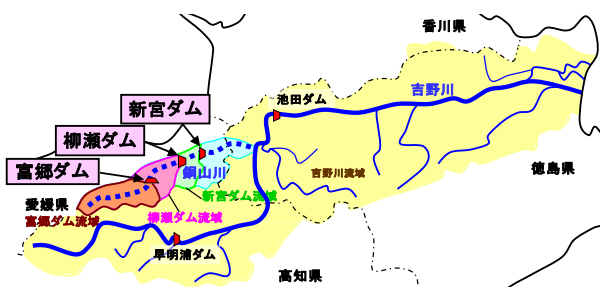 香川県
吉野川
池田ダム
新宮ダム
柳瀬ダム
富郷ダム
銅山川
吉野川流域
徳島県
新宮ダム流域
愛媛県
柳瀬ダム流域
富郷ダム流域
早明浦ダム
高知県